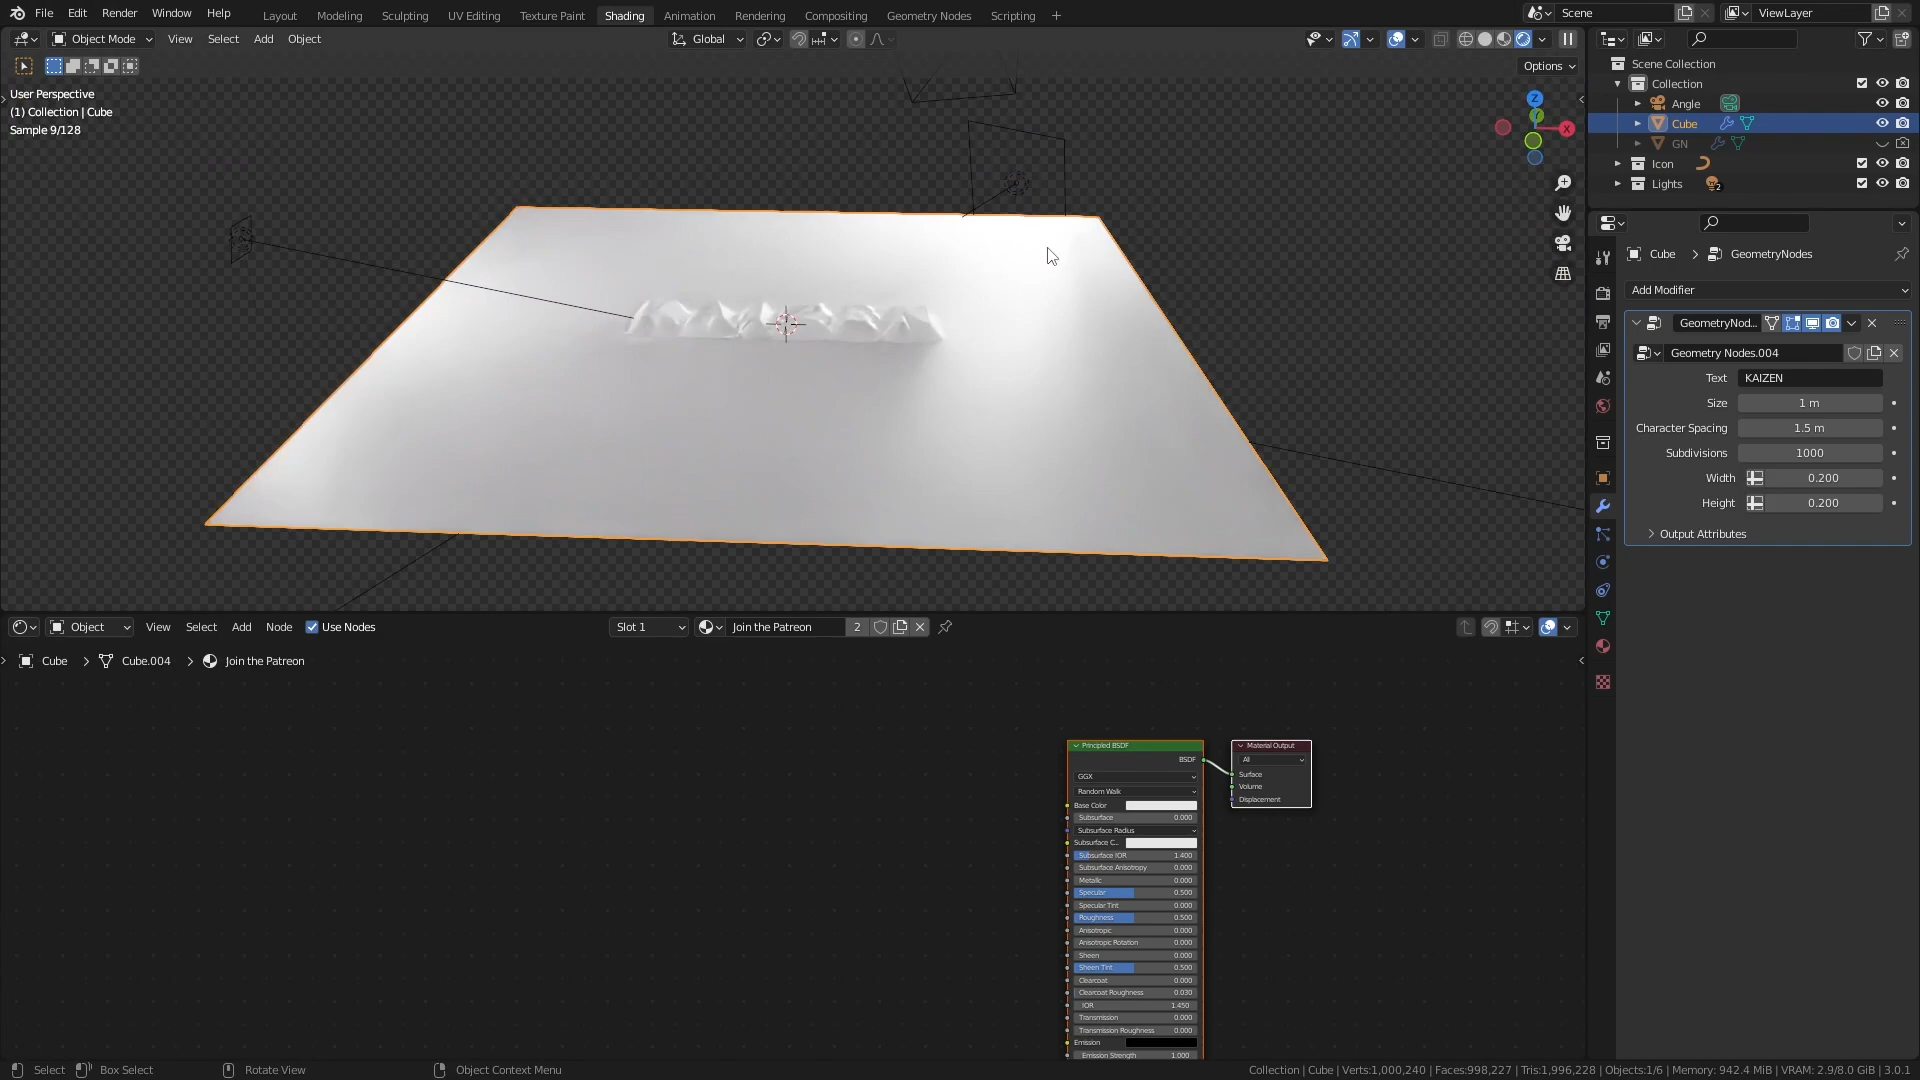 File Edit Render Window Help Layout Modeling Sculpting UV Editing Texture Paint Shading Animation Rendering Compositing Geometry Nodes Scripting + Scene ViewLayer
Object Mode View Select Add Object Global
Options
User Perspective
(1) Collection | Cube
Sample 9/128
Z
X
Scene Collection
Collection
Angle
Cube
GN
Icon
Lights 2
Cube > GeometryNodes
Add Modifier
GeometryNod...
Geometry Nodes.004
Text KAIZEN
Size 1 m
Character Spacing 1.5 m
Subdivisions 1000
Width 0.200
Height 0.200
Output Attributes
Object View Select Add Node Use Nodes Slot 1 Join the Patreon 2
Cube > Cube.004 > Join the Patreon
Principled BSDF
BSDF
GGX
Random Walk
Base Color
Subsurface 0.000
Subsurface Radius
Subsurface C...
Subsurface IOR 1.400
Subsurface Anisotropy 0.000
Metallic 0.000
Specular 0.500
Specular Tint 0.000
Roughness 0.500
Anisotropic 0.000
Anisotropic Rotation 0.000
Sheen 0.000
Sheen Tint 0.500
Clearcoat 0.000
Clearcoat Roughness 0.030
IOR 1.450
Transmission 0.000
Transmission Roughness 0.000
Emission
Emission Strength 1.000
Material Output
All
Surface
Volume
Displacement
Select Box Select Rotate View Object Context Menu Collection | Cube | Verts:1,000,240 | Faces:998,227 | Tris:1,996,228 | Objects:1/6 | Memory: 942.4 MiB | VRAM: 2.9/8.0 GiB | 3.0.1